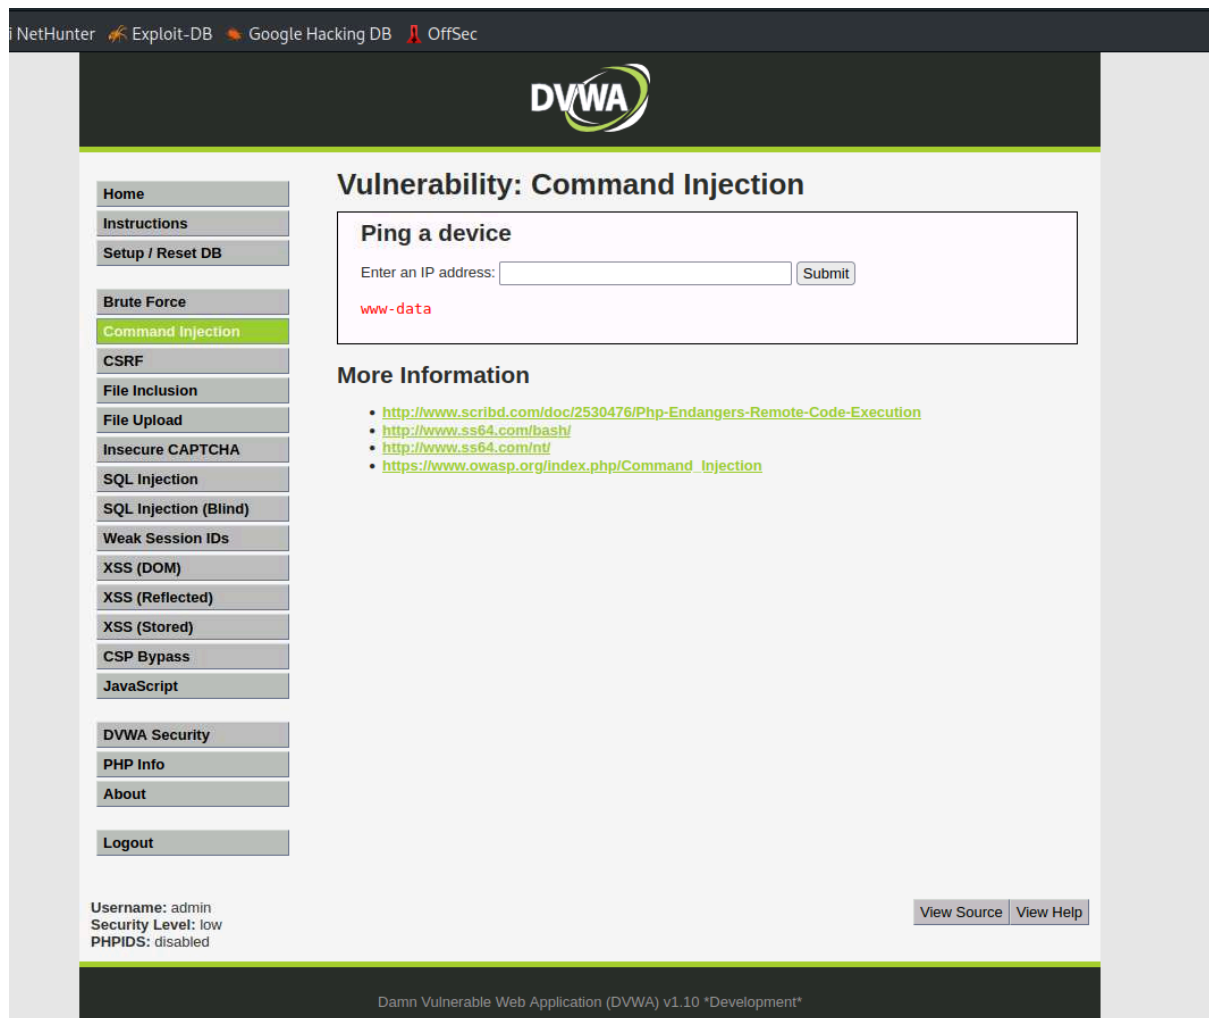 i NetHunter Exploit-DB Google Hacking DB OffSec
DVWA
Home
Instructions
Setup / Reset DB
Brute Force
Command Injection
CSRF
File Inclusion
File Upload
Insecure CAPTCHA
SQL Injection
SQL Injection (Blind)
Weak Session IDs
XSS (DOM)
XSS (Reflected)
XSS (Stored)
CSP Bypass
JavaScript
DVWA Security
PHP Info
About
Logout
Vulnerability: Command Injection
Ping a device
Enter an IP address: Submit
www-data
More Information
• http://www.scribd.com/doc/2530476/Php-Endangers-Remote-Code-Execution
• http://www.ss64.com/bash/
• http://www.ss64.com/nt/
• https://www.owasp.org/index.php/Command_Injection
Username: admin
Security Level: low
PHPIDS: disabled
View Source View Help
Damn Vulnerable Web Application (DVWA) v1.10 *Development*